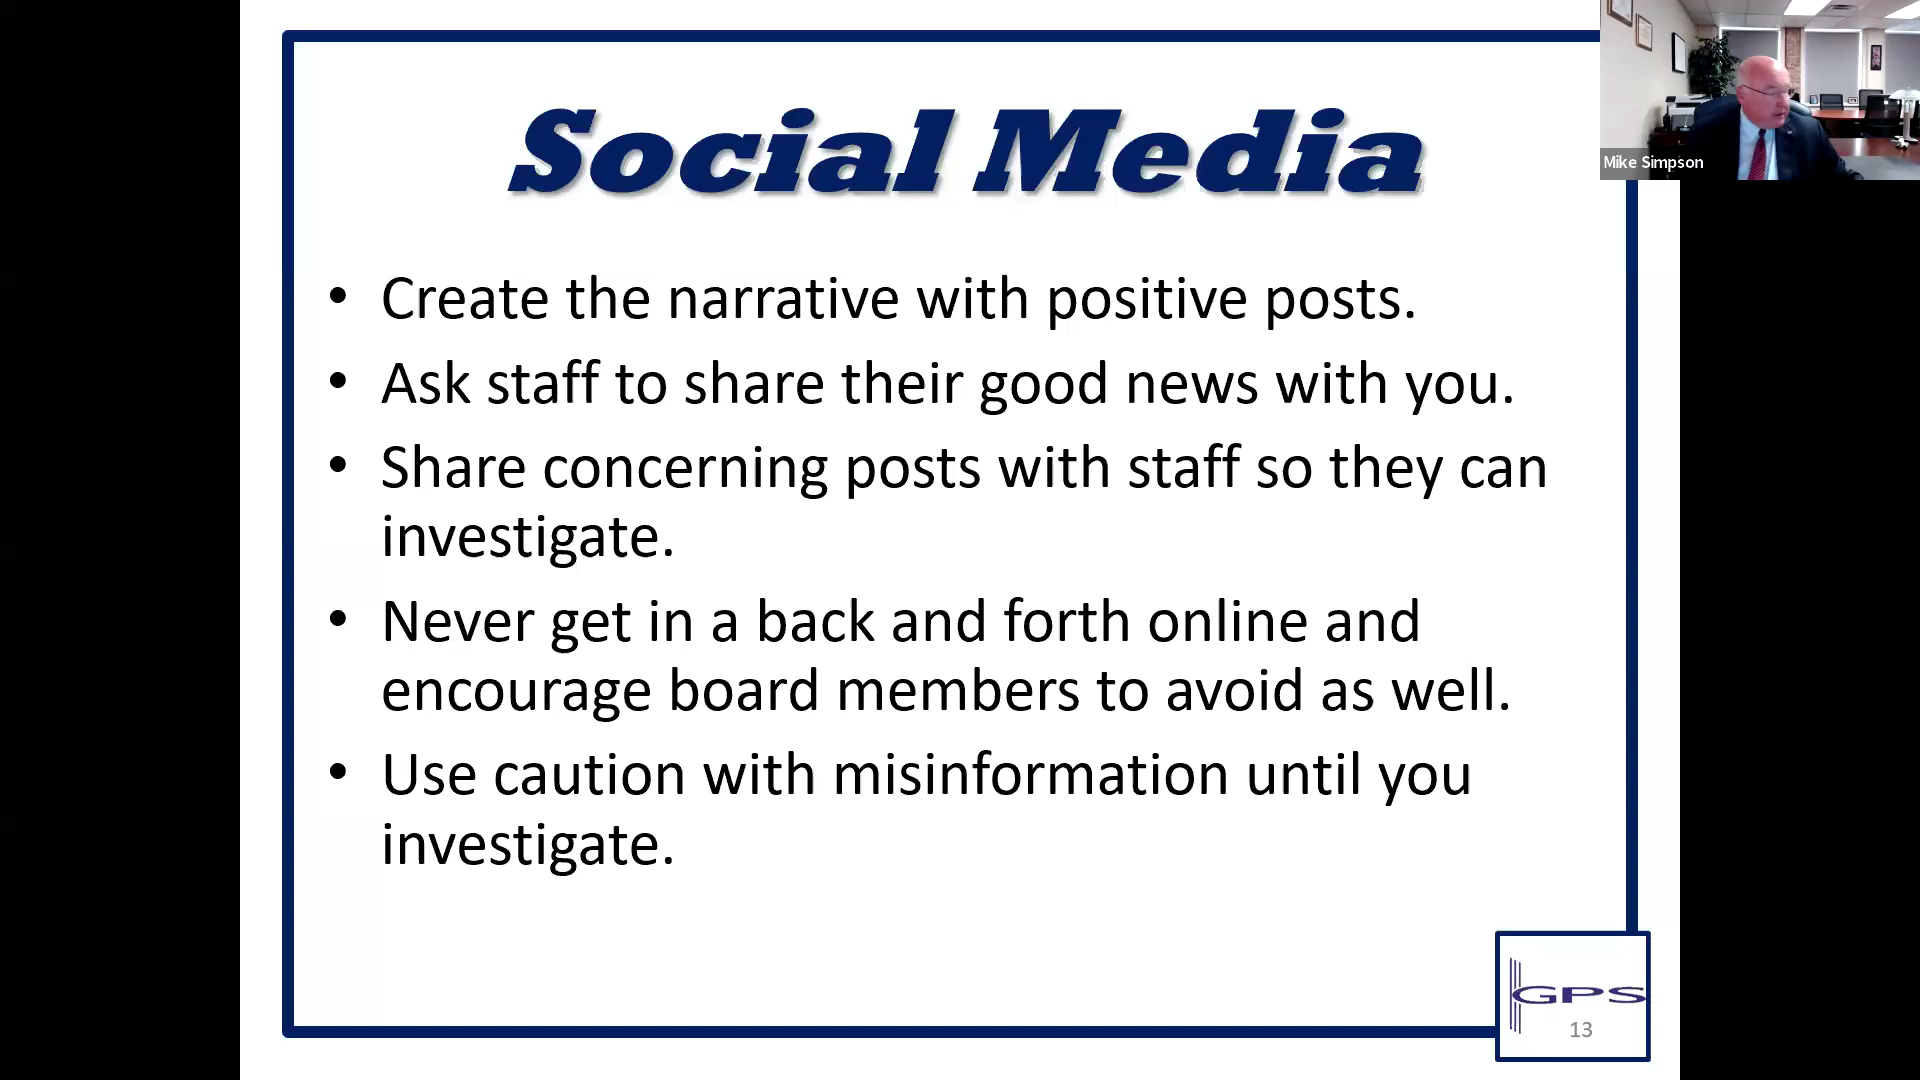 Social Media
• Create the narrative with positive posts.
• Ask staff to share their good news with you.
• Share concerning posts with staff so they can
investigate.
• Never get in a back and forth online and
encourage board members to avoid as well.
• Use caution with misinformation until you
investigate.
GPS
13
Mike Simpson